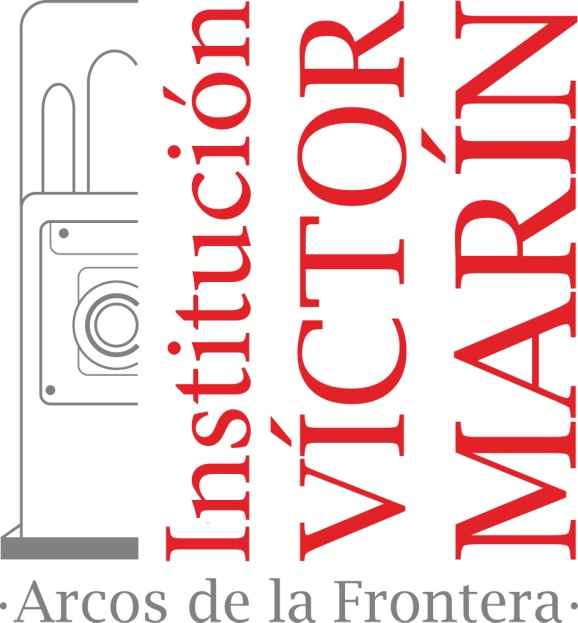 Institución
VÍCTOR
MARÍN
·Arcos de la Frontera·